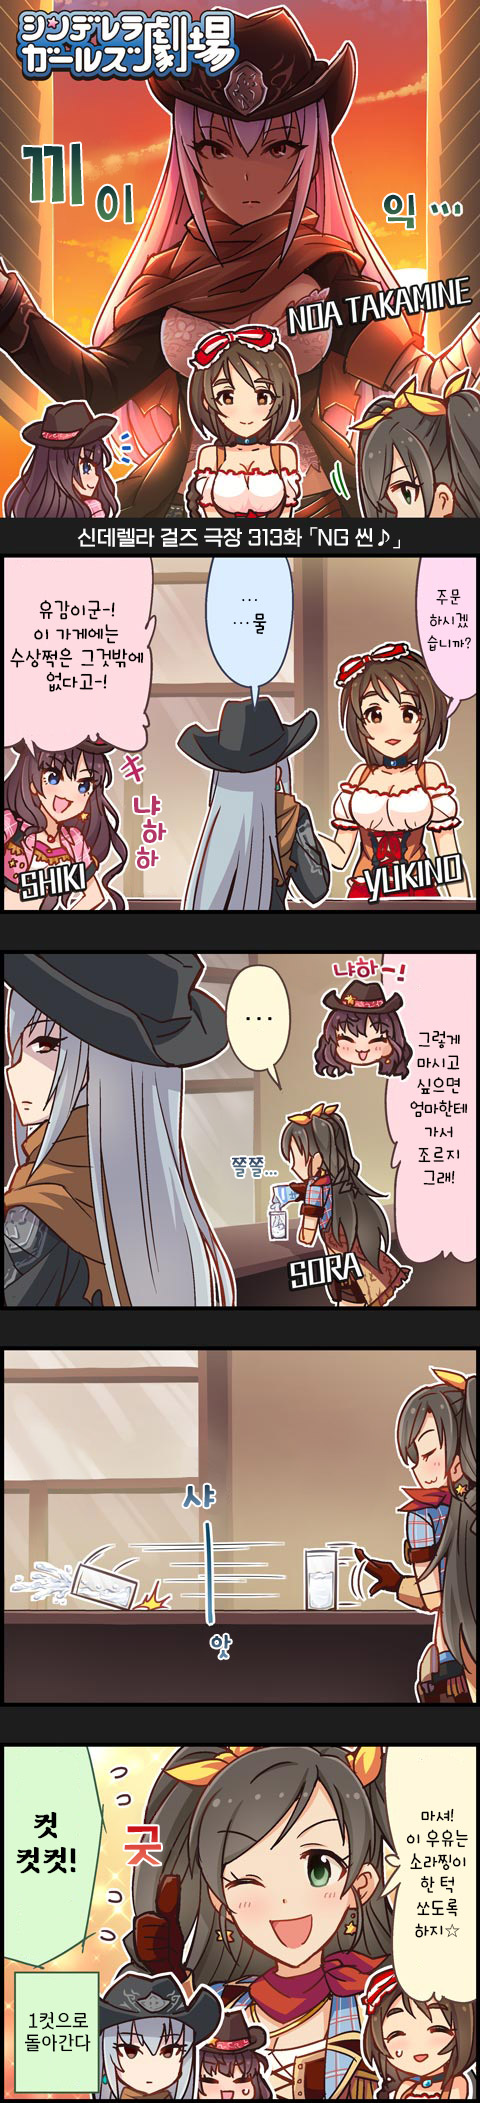 シンデレラ
ガールズ劇場
끼이익…
NOA TAKAMINE
신데렐라 걸즈 극장 313화 「NG 씬♪」
주문
하시겠
습니까?
…
…물
유감이군-!
이 가게에는
수상쩍은 그것밖에
없다고-!
냐하하
SHIKI
YUKINO
냐하-!
그렇게
마시고
싶으면
엄마한테
가서
조르지
그래!
…
쫄쫄…
SORA
샤
앗
마셔!
이 우유는
소라찡이
한 턱
쏘도록
하지☆
굿
컷
컷컷!
1컷으로
돌아간다